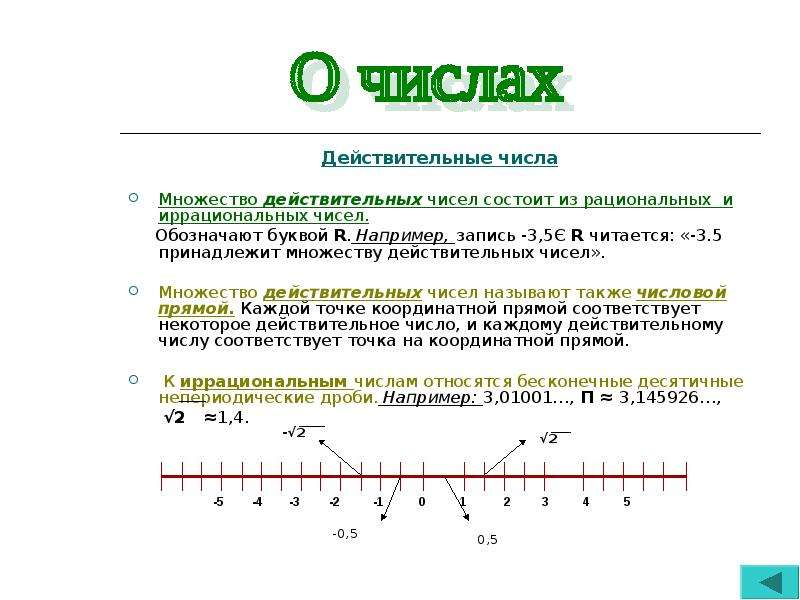 О числах
Действительные числа
Множество действительных чисел состоит из рациональных и
иррациональных чисел.
Обозначают буквой R. Например, запись -3,5Є R читается: «-3.5
принадлежит множеству действительных чисел».
Множество действительных чисел называют также числовой
прямой. Каждой точке координатной прямой соответствует
некоторое действительное число, и каждому действительному
числу соответствует точка на координатной прямой.
К иррациональным числам относятся бесконечные десятичные
непериодические дроби. Например: 3,01001…, П ≈ 3,145926…,
√2 ≈1,4.
-√2 √2
-5 -4 -3 -2 -1 0 1 2 3 4 5
-0,5 0,5